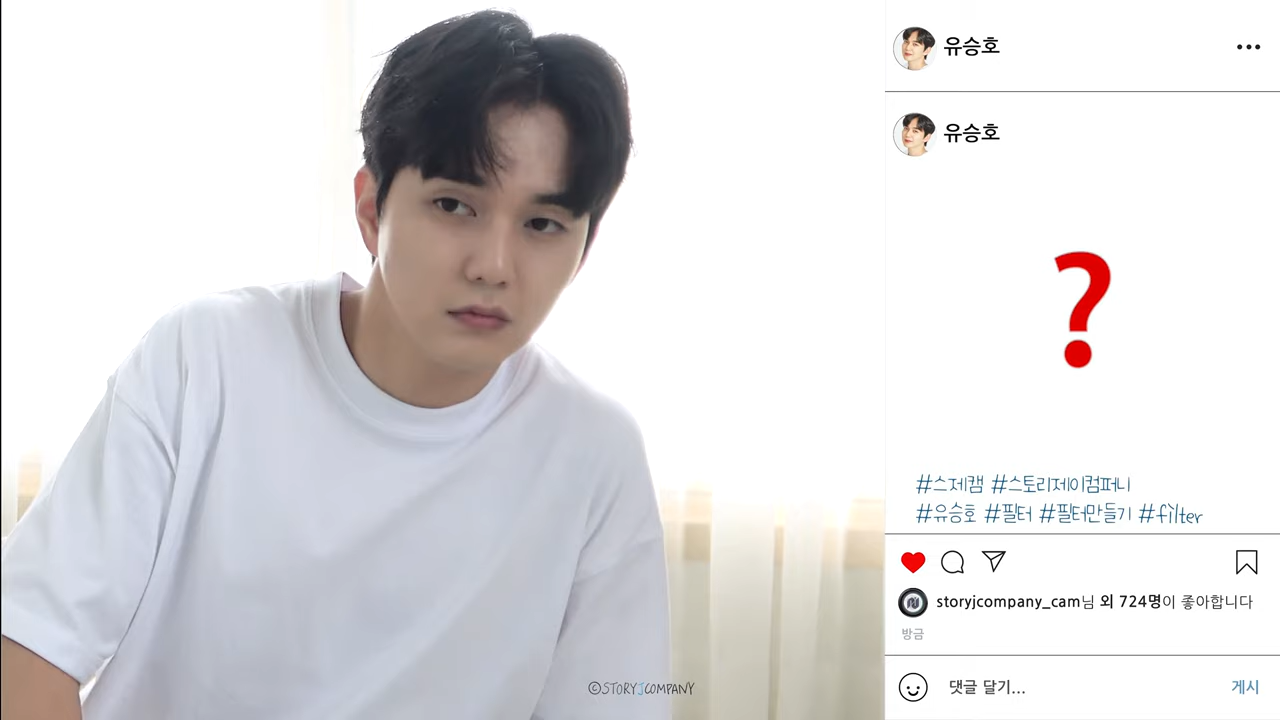 유승호
유승호
?
#스제캠 #스토리제이컴퍼니
#유승호 #필터 #필터만들기 #filter
storyjcompany_cam님 외 724명이 좋아합니다
방금
댓글 달기... 게시
©STORYJCOMPANY